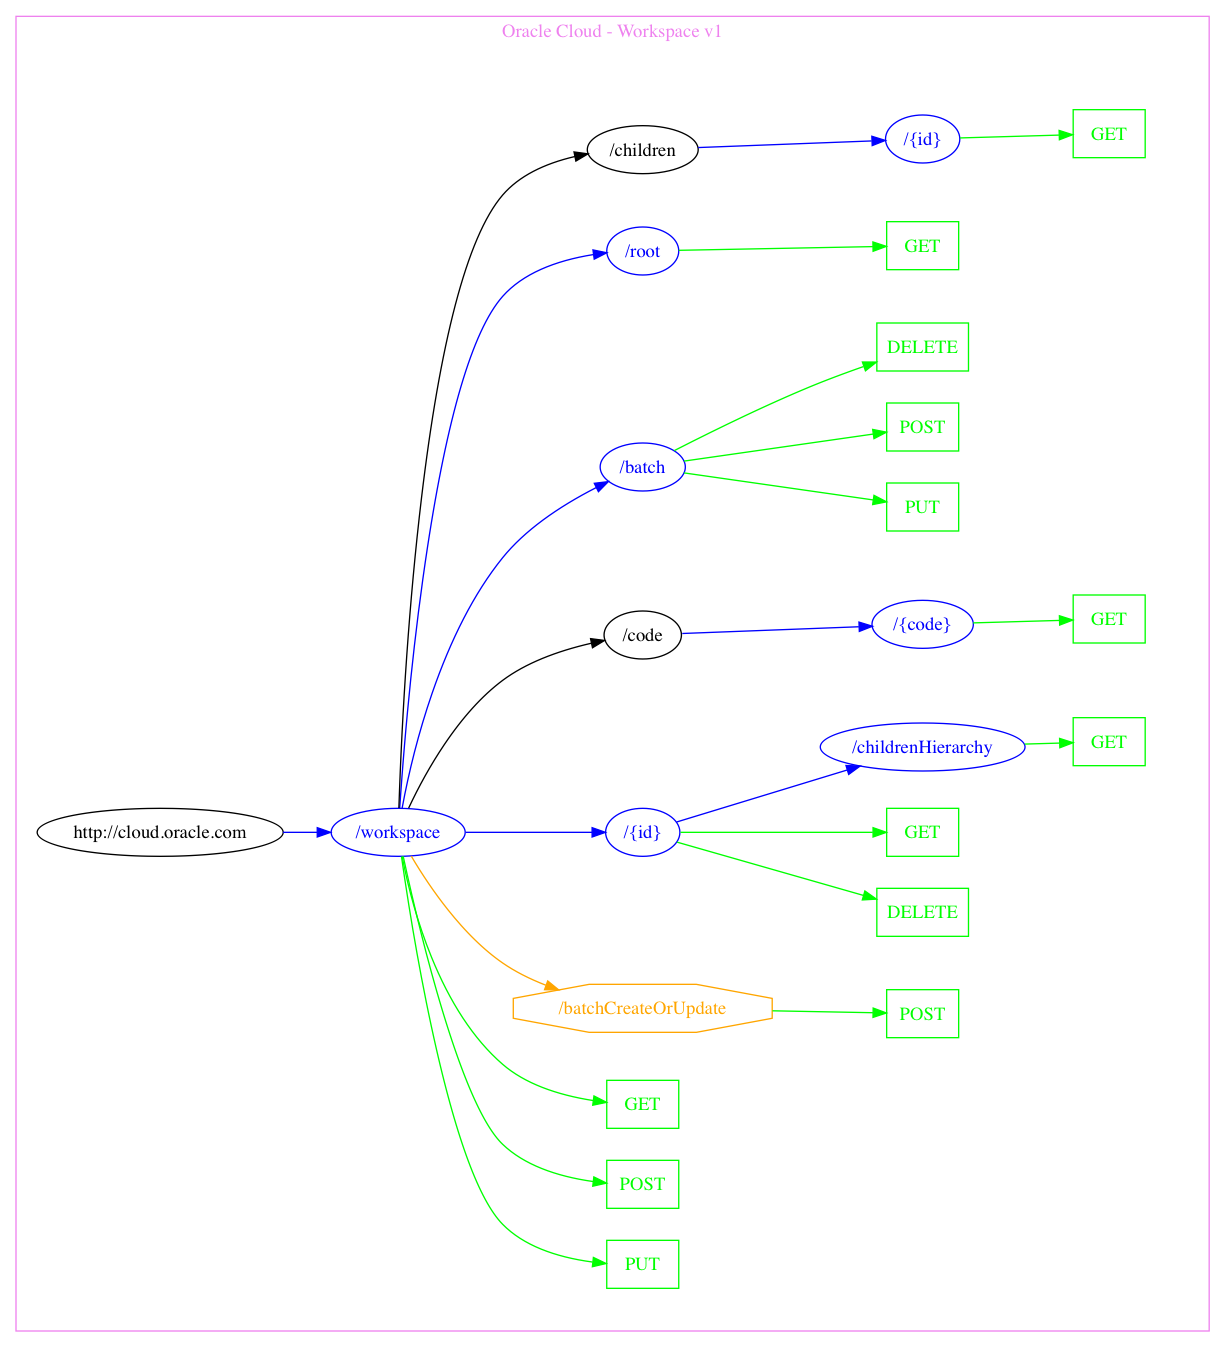 Oracle Cloud - Workspace v1
/children
/{id}
GET
/root
GET
DELETE
/batch
POST
PUT
/code
/{code}
GET
/childrenHierarchy
GET
http://cloud.oracle.com
/workspace
/{id}
GET
DELETE
/batchCreateOrUpdate
POST
GET
POST
PUT